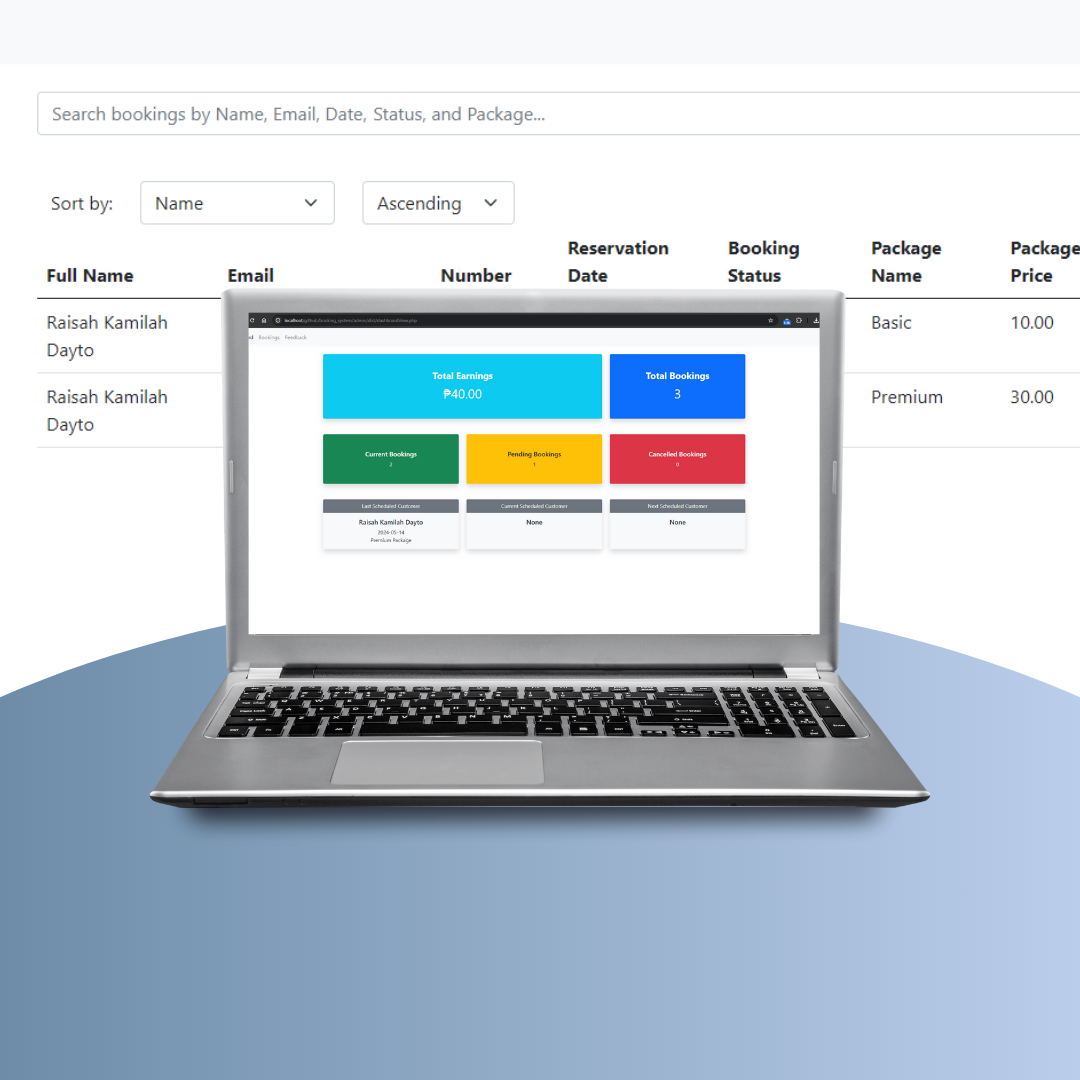 Search bookings by Name, Email, Date, Status, and Package...
Sort by: Name Ascending
Full Name Email Number Reservation Date Booking Status Package Name Package Price
Raisah Kamilah Dayto Basic 10.00
Raisah Kamilah Dayto Premium 30.00
Bookings Feedback
Total Earnings
₱40.00
Total Bookings
3
Current Bookings
2
Pending Bookings
1
Cancelled Bookings
0
Last Scheduled Customer
Raisah Kamilah Dayto
2024-05-14
Premium Package
Current Scheduled Customer
None
Next Scheduled Customer
None